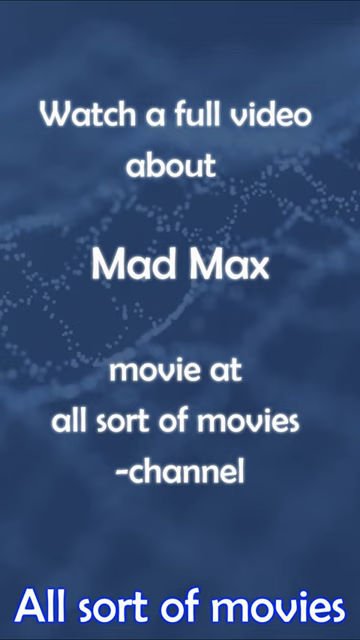 Watch a full video
about
Mad Max
movie at
all sort of movies
-channel
All sort of movies